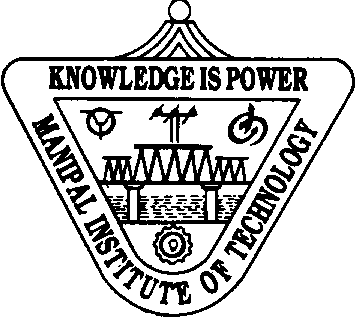 KNOWLEDGE IS POWER
MANIPAL INSTITUTE OF TECHNOLOGY